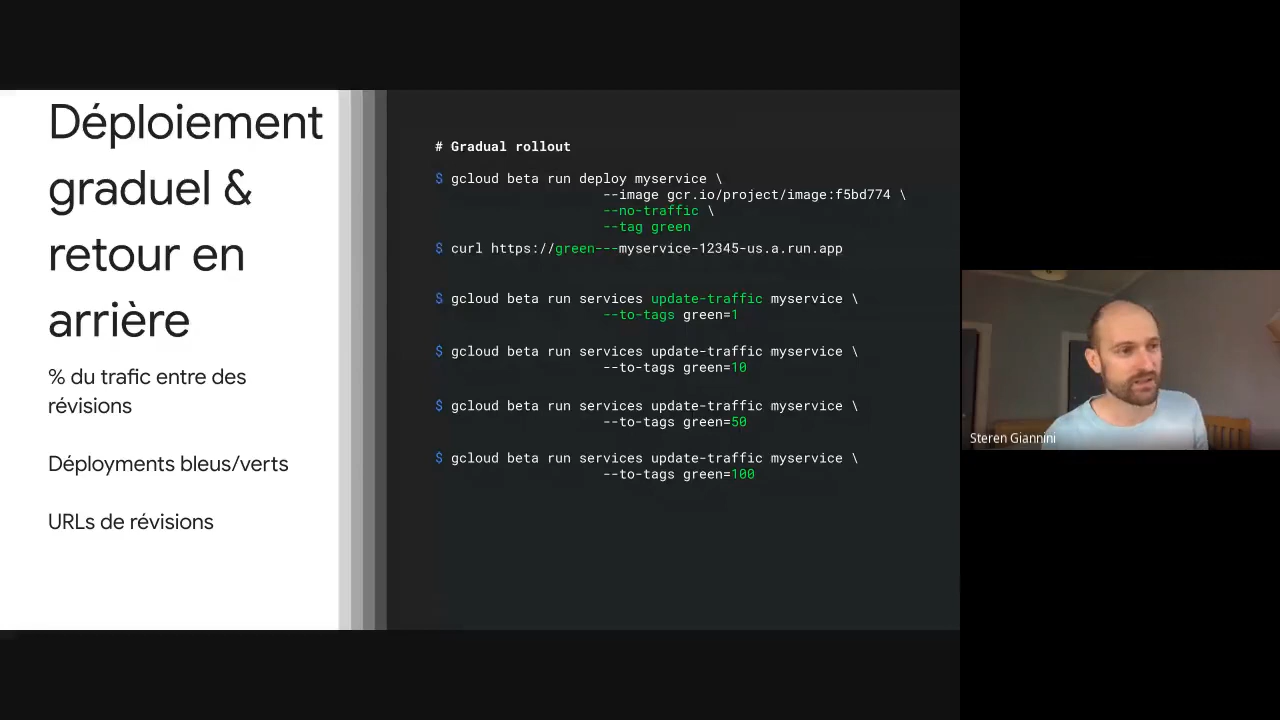 Déploiement
graduel &
retour en
arrière
% du trafic entre des
révisions
Déployments bleus/verts
URLs de révisions
# Gradual rollout
$ gcloud beta run deploy myservice \
--image gcr.io/project/image:f5bd774 \
--no-traffic \
--tag green
$ curl https://green---myservice-12345-us.a.run.app
$ gcloud beta run services update-traffic myservice \
--to-tags green=1
$ gcloud beta run services update-traffic myservice \
--to-tags green=10
$ gcloud beta run services update-traffic myservice \
--to-tags green=50
$ gcloud beta run services update-traffic myservice \
--to-tags green=100
Steren Giannini